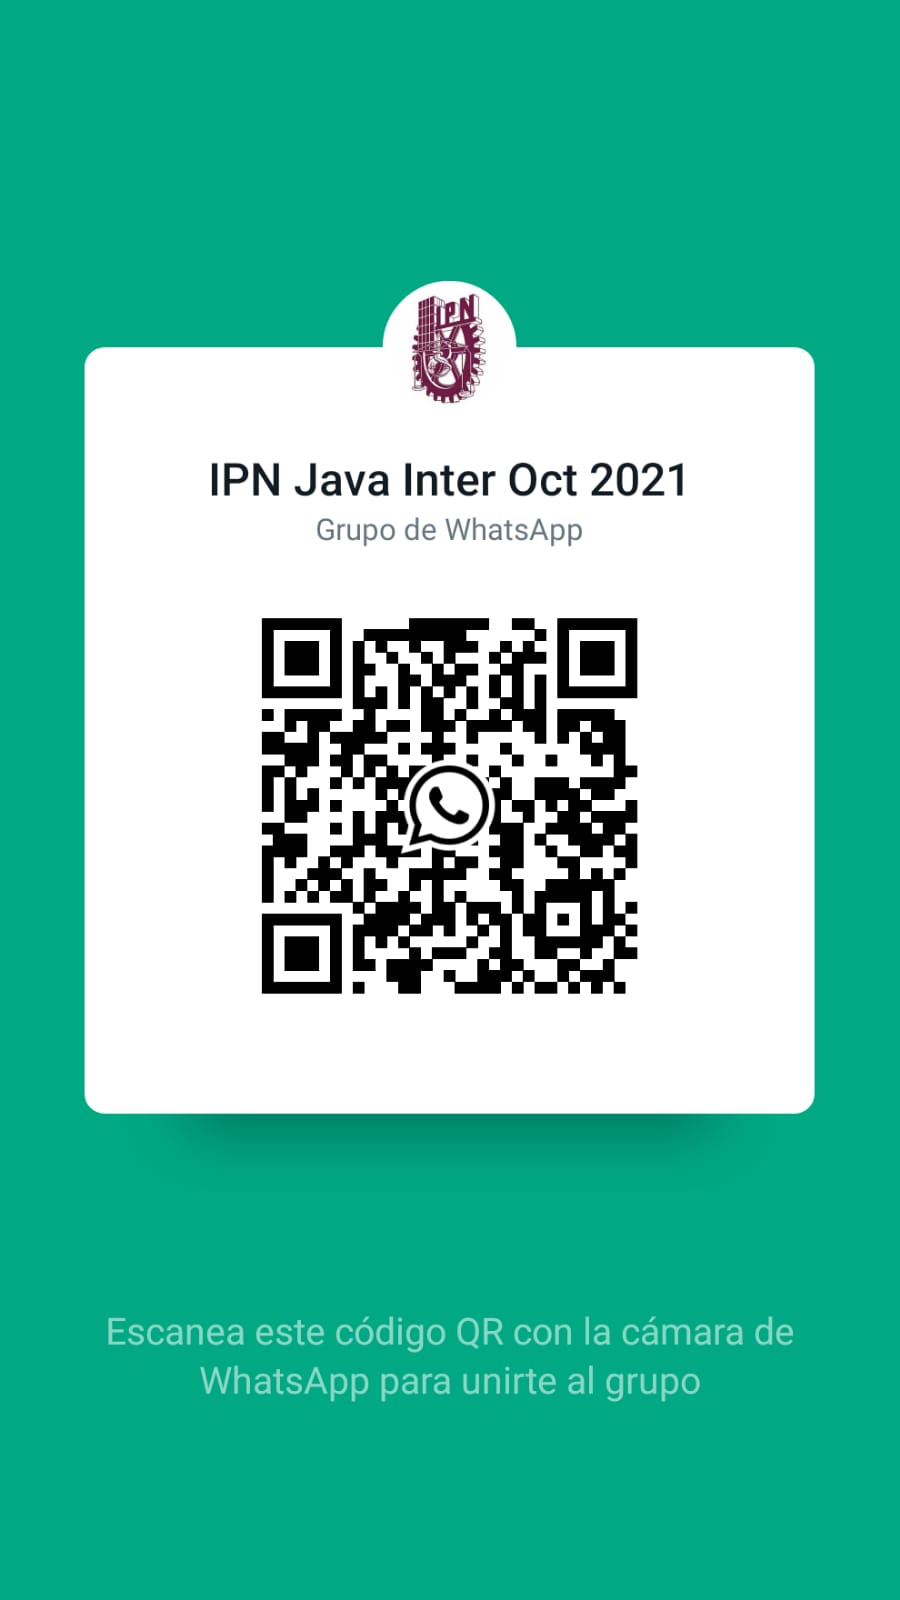 IPN
IPN Java Inter Oct 2021
Grupo de WhatsApp
Escanea este código QR con la cámara de
WhatsApp para unirte al grupo